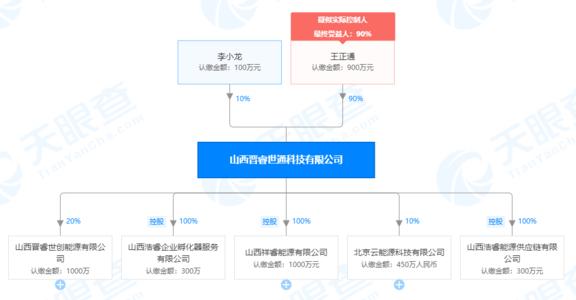 疑似实际控制人
最终受益人：90%
李小龙
认缴金额：100万元
王正通
认缴金额：900万元
10%
90%
山西晋睿世通科技有限公司
20%
控股
100%
控股
100%
10%
控股
100%
山西晋睿世创能源有限公
司
认缴金额：1000万
山西浩睿企业孵化器服务
有限公司
认缴金额：300万
山西祥睿能源有限公司
认缴金额：1000万元
北京云能源科技有限公司
认缴金额：450万人民币
山西浩睿能源供应链有限
公司
认缴金额：300万元
天眼查
TianYanCha.com